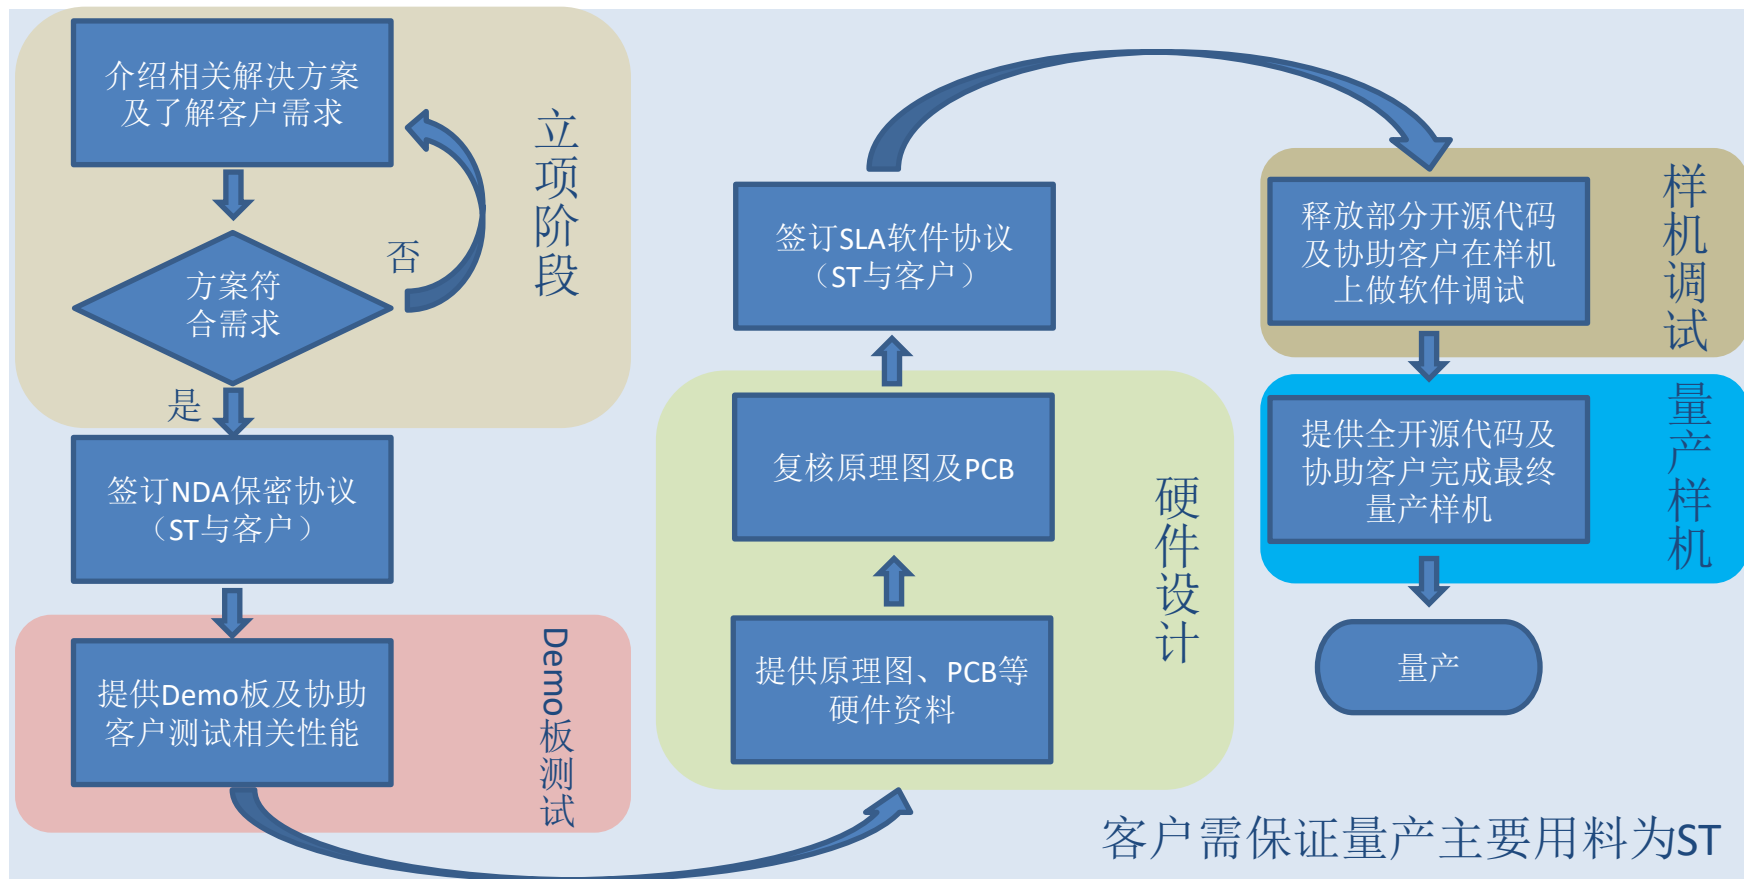 介绍相关解决方案
及了解客户需求
立项阶段
否
方案符
合需求
是
签订NDA保密协议
（ST与客户）
提供Demo板及协助
客户测试相关性能
Demo板测试
提供原理图、PCB等
硬件资料
复核原理图及PCB
硬件设计
签订SLA软件协议
（ST与客户）
释放部分开源代码
及协助客户在样机
上做软件调试
样机调试
提供全开源代码及
协助客户完成最终
量产样机
量产样机
量产
客户需保证量产主要用料为ST